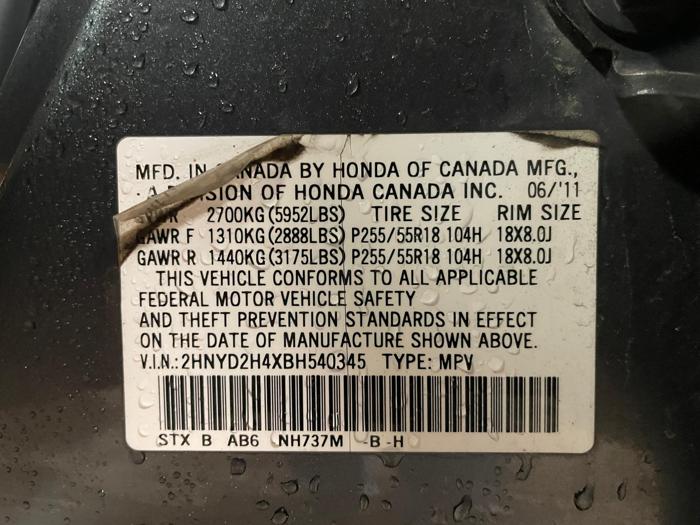 MFD. IN CANADA BY HONDA OF CANADA MFG.,
A DIVISION OF HONDA CANADA INC. 06/'11
GVWR 2700KG(5952LBS) TIRE SIZE RIM SIZE
GAWR F 1310KG(2888LBS) P255/55R18 104H 18X8.0J
GAWR R 1440KG(3175LBS) P255/55R18 104H 18X8.0J
THIS VEHICLE CONFORMS TO ALL APPLICABLE
FEDERAL MOTOR VEHICLE SAFETY
AND THEFT PREVENTION STANDARDS IN EFFECT
ON THE DATE OF MANUFACTURE SHOWN ABOVE.
V.I.N.:2HNYD2H4XBH540345 TYPE: MPV
STX B AB6 NH737M -B -H